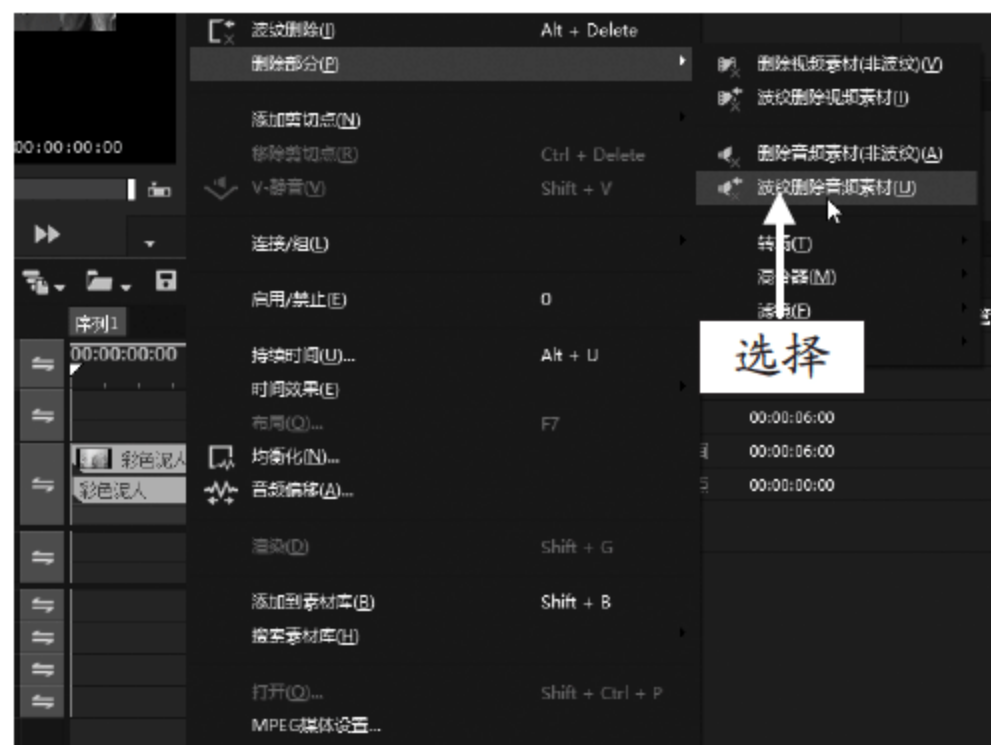 波纹删除(I) Alt + Delete
删除部分(P)
添加剪切点(N)
移除剪切点(R) Ctrl + Delete
V-静音(V) Shift + V
连接/组(L)
启用/禁止(E) 0
持续时间(U)... Alt + U
时间效果(E)
布局(O)... F7
均衡化(N)...
音频偏移(A)...
渲染(D) Shift + G
添加到素材库(B) Shift + B
搜索素材库(H)
打开(O)... Shift + Ctrl + P
MPEG媒体设置...
删除视频素材(非波纹)(V)
波纹删除视频素材(I)
删除音频素材(非波纹)(A)
波纹删除音频素材(U)
转场(T)
混合器(M)
滤镜(F)
选择
00:00:06:00
00:00:06:00
00:00:00:00
00:00:00:00
序列1
00:00:00:00
彩色泥人
彩色泥人